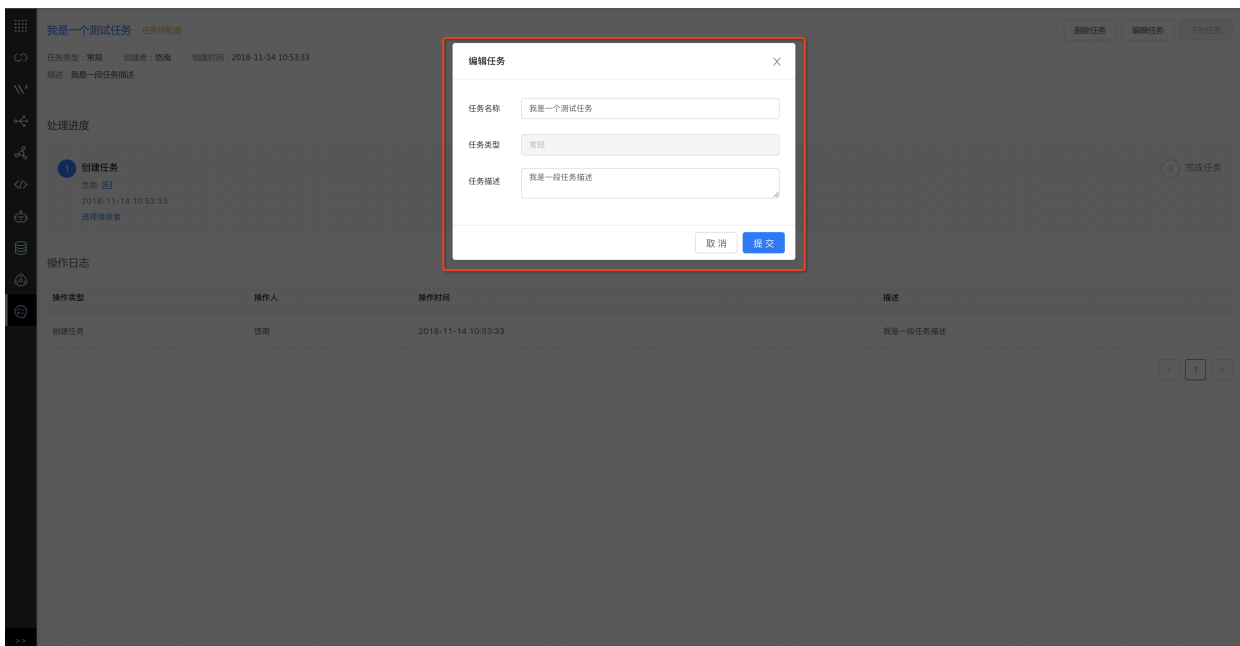 我是一个测试任务 任务待配置 删除任务 编辑任务 下发任务
任务类型：常规 创建者：悠南 创建时间：2018-11-14 10:53:33
描述：我是一段任务描述
编辑任务
任务名称 我是一个测试任务
任务类型 常规
任务描述 我是一段任务描述
取 消 提 交
处理进度
1 创建任务 3 完成任务
悠南
2018-11-14 10:53:33
选择接收者
操作日志
操作类型 操作人 操作时间 描述
创建任务 悠南 2018-11-14 10:53:33 我是一段任务描述
< 1 >
>>